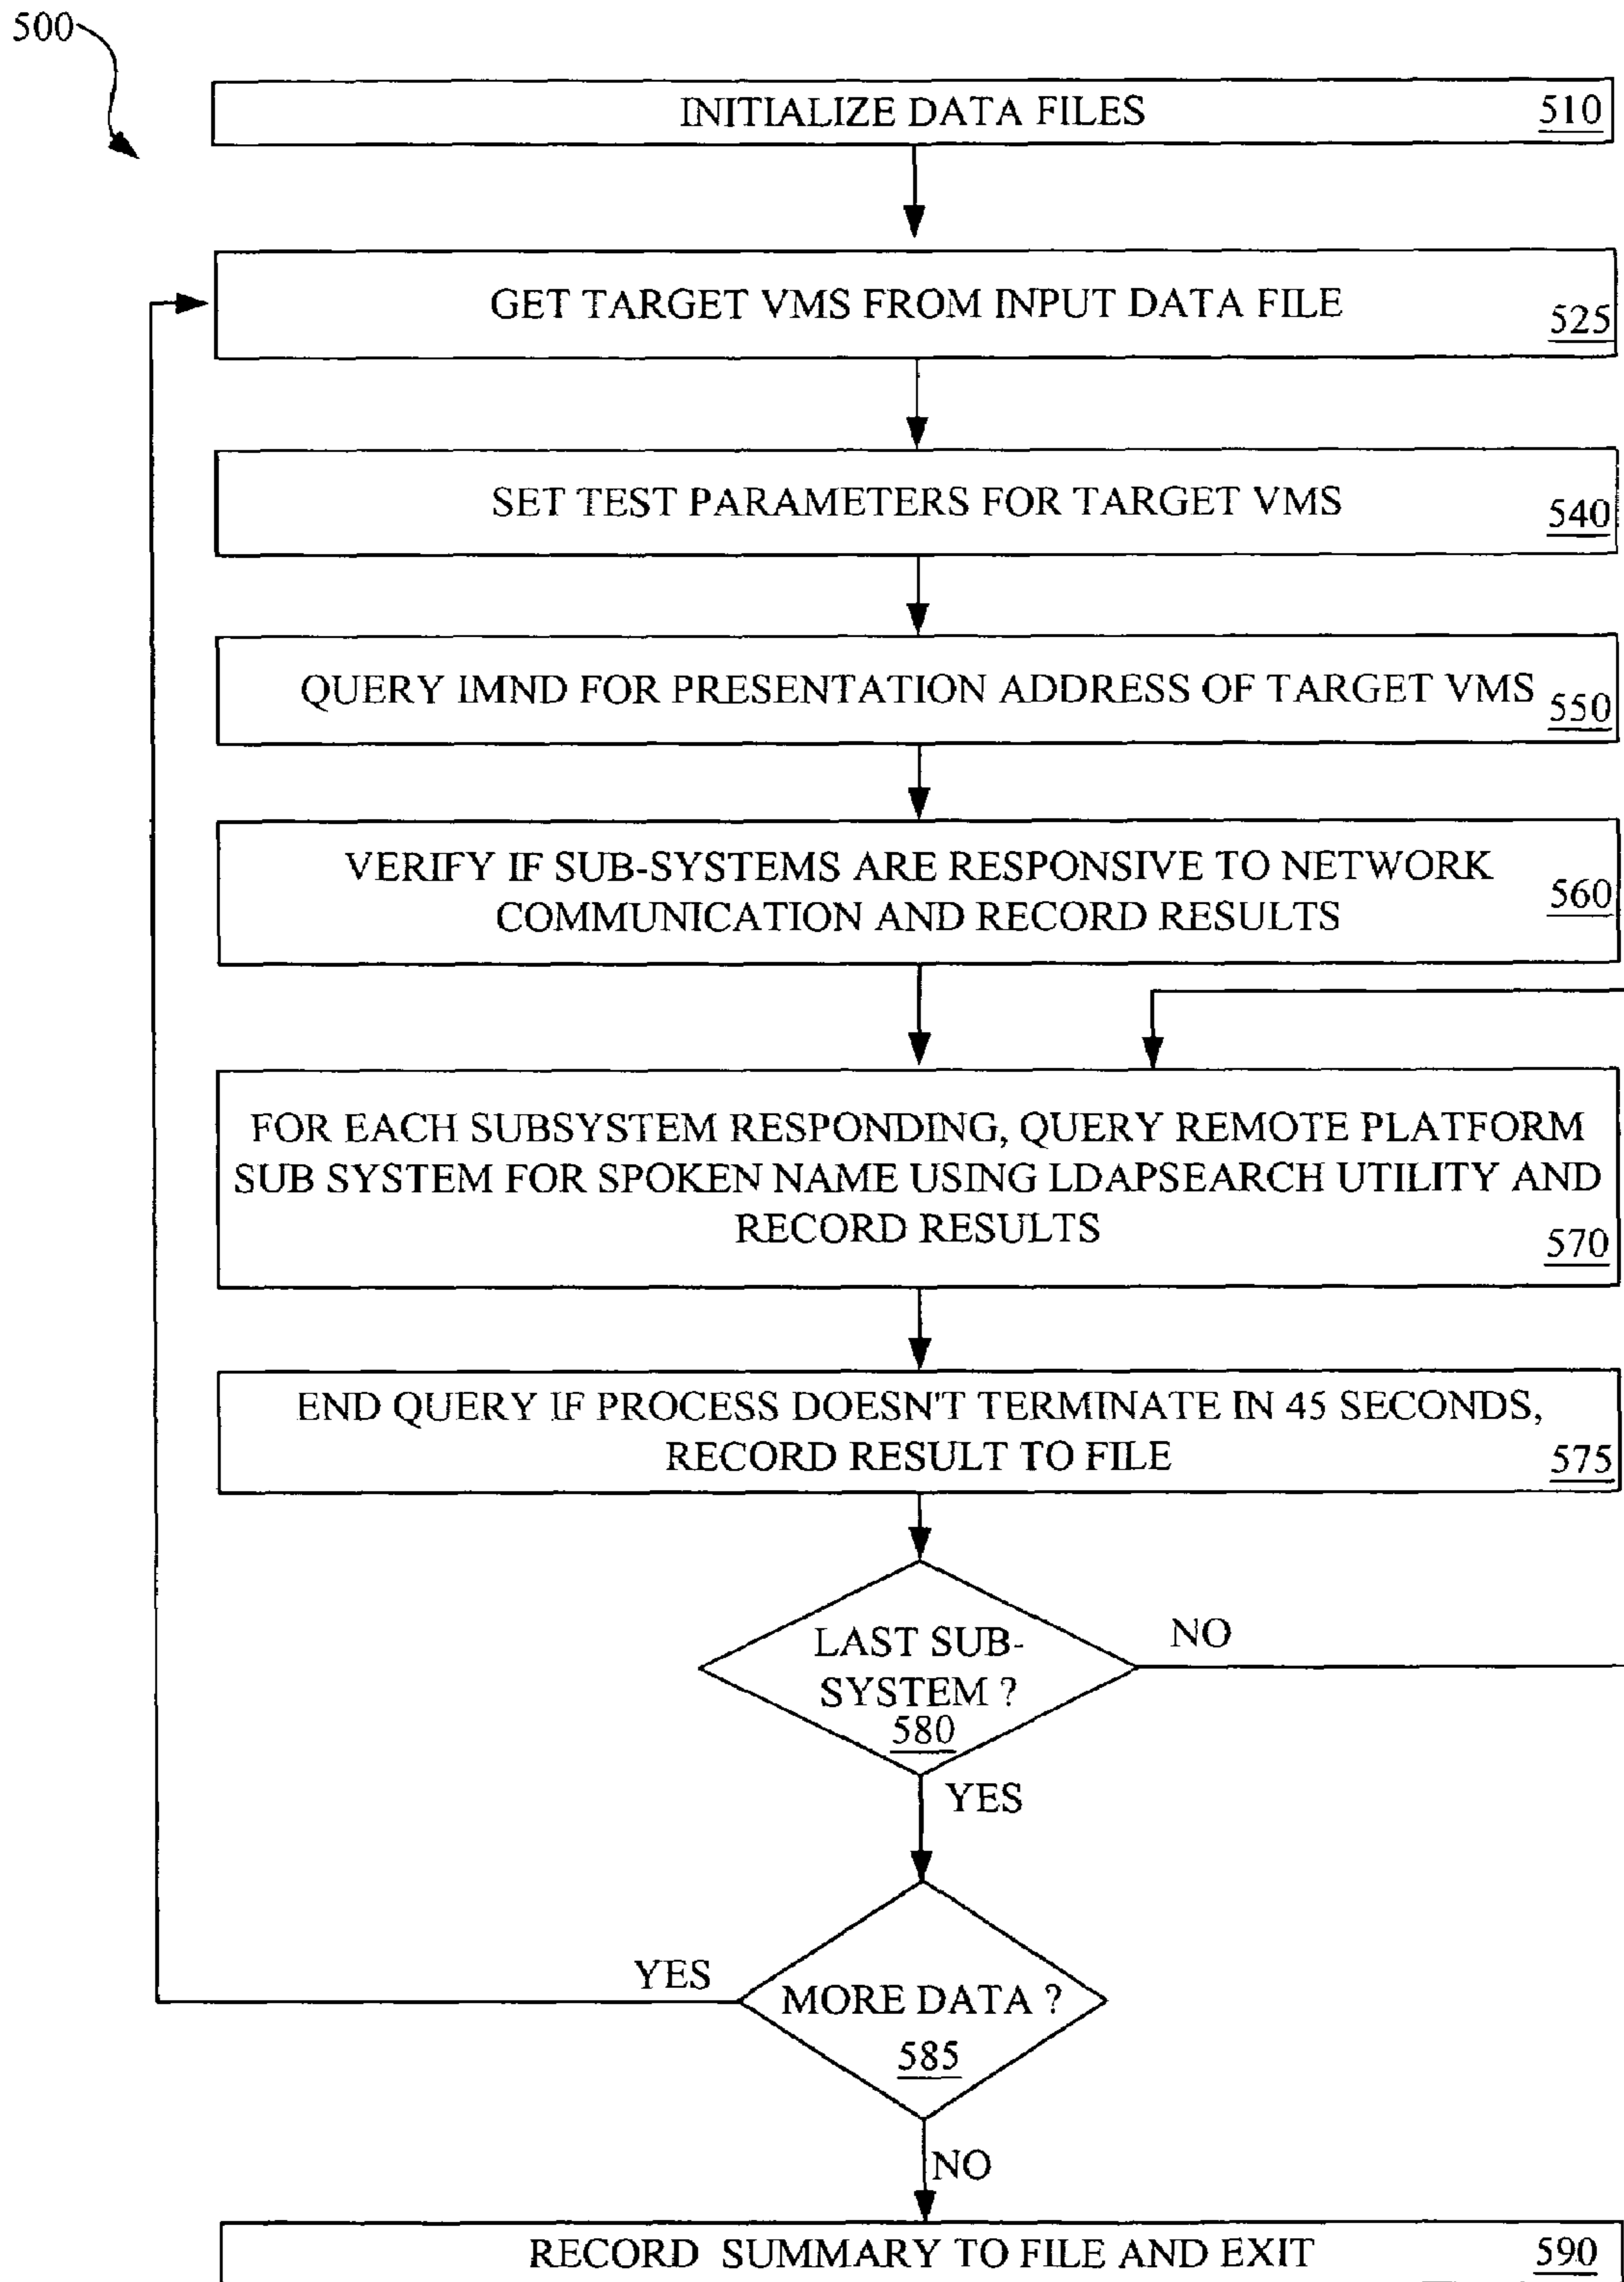 500
INITIALIZE DATA FILES 510
GET TARGET VMS FROM INPUT DATA FILE
525
SET TEST PARAMETERS FOR TARGET VMS
540
QUERY IMND FOR PRESENTATION ADDRESS OF TARGET VMS
550
VERIFY IF SUB-SYSTEMS ARE RESPONSIVE TO NETWORK
COMMUNICATION AND RECORD RESULTS
560
FOR EACH SUBSYSTEM RESPONDING, QUERY REMOTE PLATFORM
SUB SYSTEM FOR SPOKEN NAME USING LDAPSEARCH UTILITY AND
RECORD RESULTS
570
END QUERY IF PROCESS DOESN'T TERMINATE IN 45 SECONDS,
RECORD RESULT TO FILE
575
LAST SUB-
SYSTEM ?
580
NO
YES
MORE DATA ?
585
YES
NO
RECORD SUMMARY TO FILE AND EXIT 590